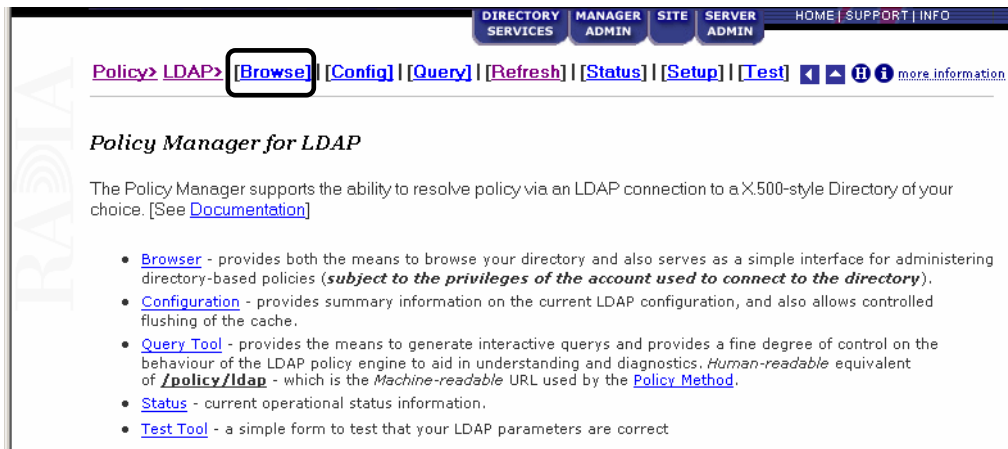 DIRECTORY SERVICES MANAGER ADMIN SITE SERVER ADMIN HOME | SUPPORT | INFO
Policy> LDAP> [Browse] | [Config] | [Query] | [Refresh] | [Status] | [Setup] | [Test] H i more information
RADIA
Policy Manager for LDAP
The Policy Manager supports the ability to resolve policy via an LDAP connection to a X.500-style Directory of your
choice. [See Documentation]
• Browser - provides both the means to browse your directory and also serves as a simple interface for administering
directory-based policies (subject to the privileges of the account used to connect to the directory).
• Configuration - provides summary information on the current LDAP configuration, and also allows controlled
flushing of the cache.
• Query Tool - provides the means to generate interactive querys and provides a fine degree of control on the
behaviour of the LDAP policy engine to aid in understanding and diagnostics. Human-readable equivalent
of /policy/ldap - which is the Machine-readable URL used by the Policy Method.
• Status - current operational status information.
• Test Tool - a simple form to test that your LDAP parameters are correct